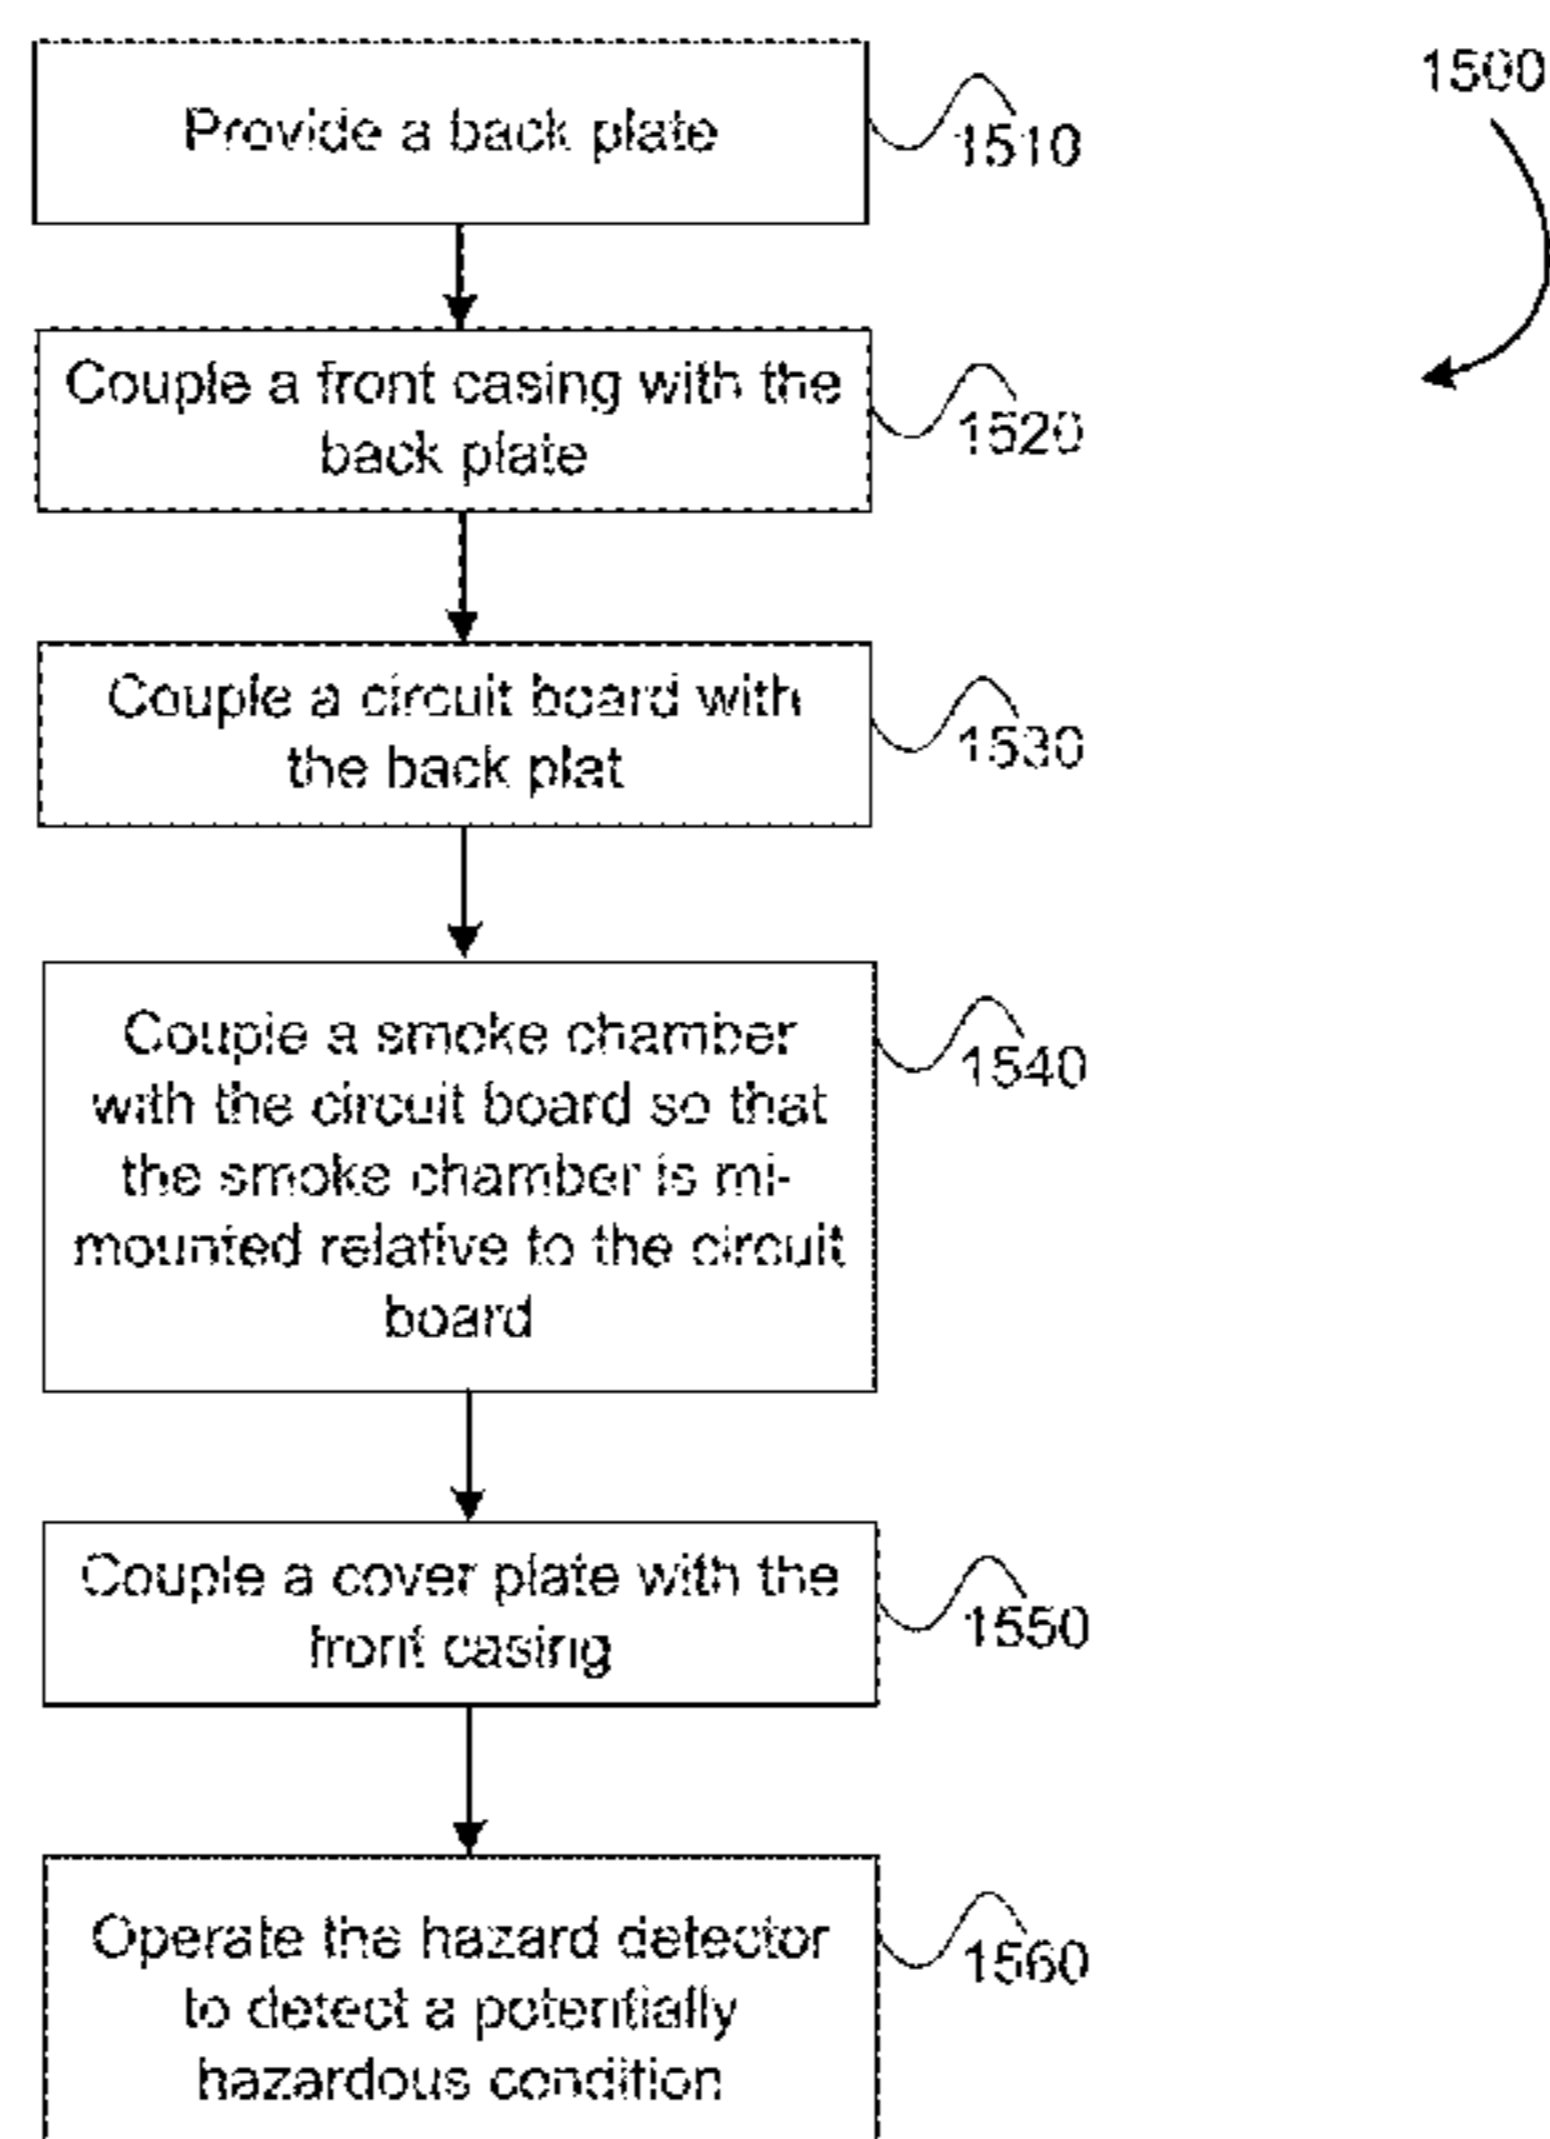 Provide a back plate
1510
1500
Couple a front casing with the
back plate
1520
Couple a circuit board with
the back plat
1530
Couple a smoke chamber
with the circuit board so that
the smoke chamber is mi-
mounted relative to the circuit
board
1540
Couple a cover plate with the
front casing
1550
Operate the hazard detector
to detect a potentially
hazardous condition
1560